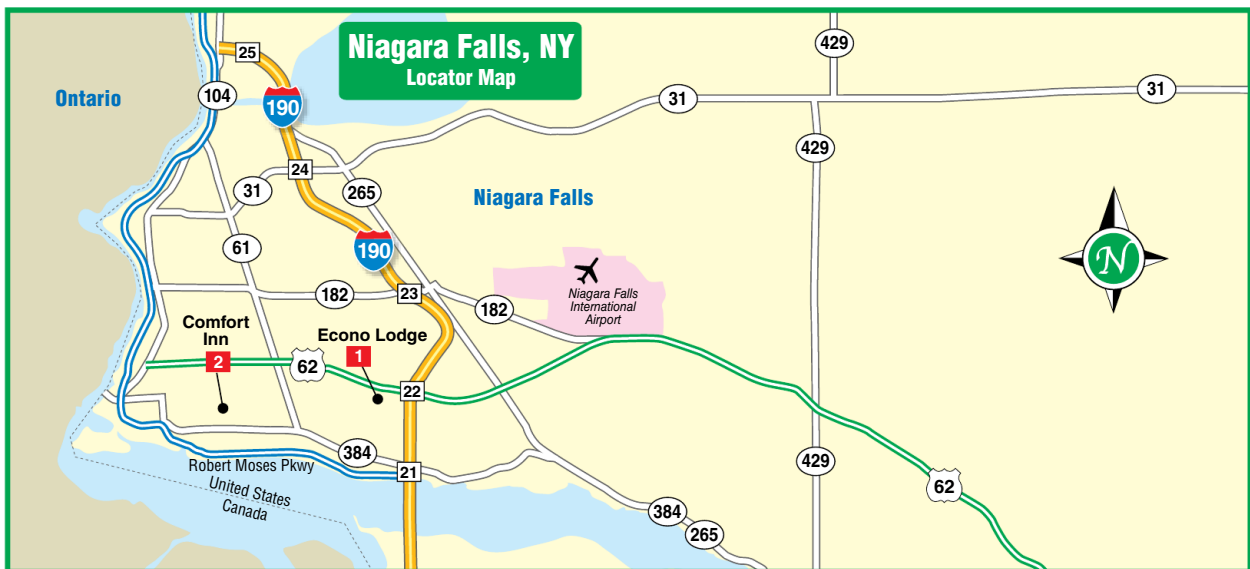 Niagara Falls, NY
Locator Map
25
190
104
Ontario
429
31
31
429
24
31
265
Niagara Falls
61
190
N
182
23
182
Niagara Falls
International
Airport
Comfort
Inn
2
Econo Lodge
1
62
22
384
21
Robert Moses Pkwy
United States
Canada
429
62
384
265